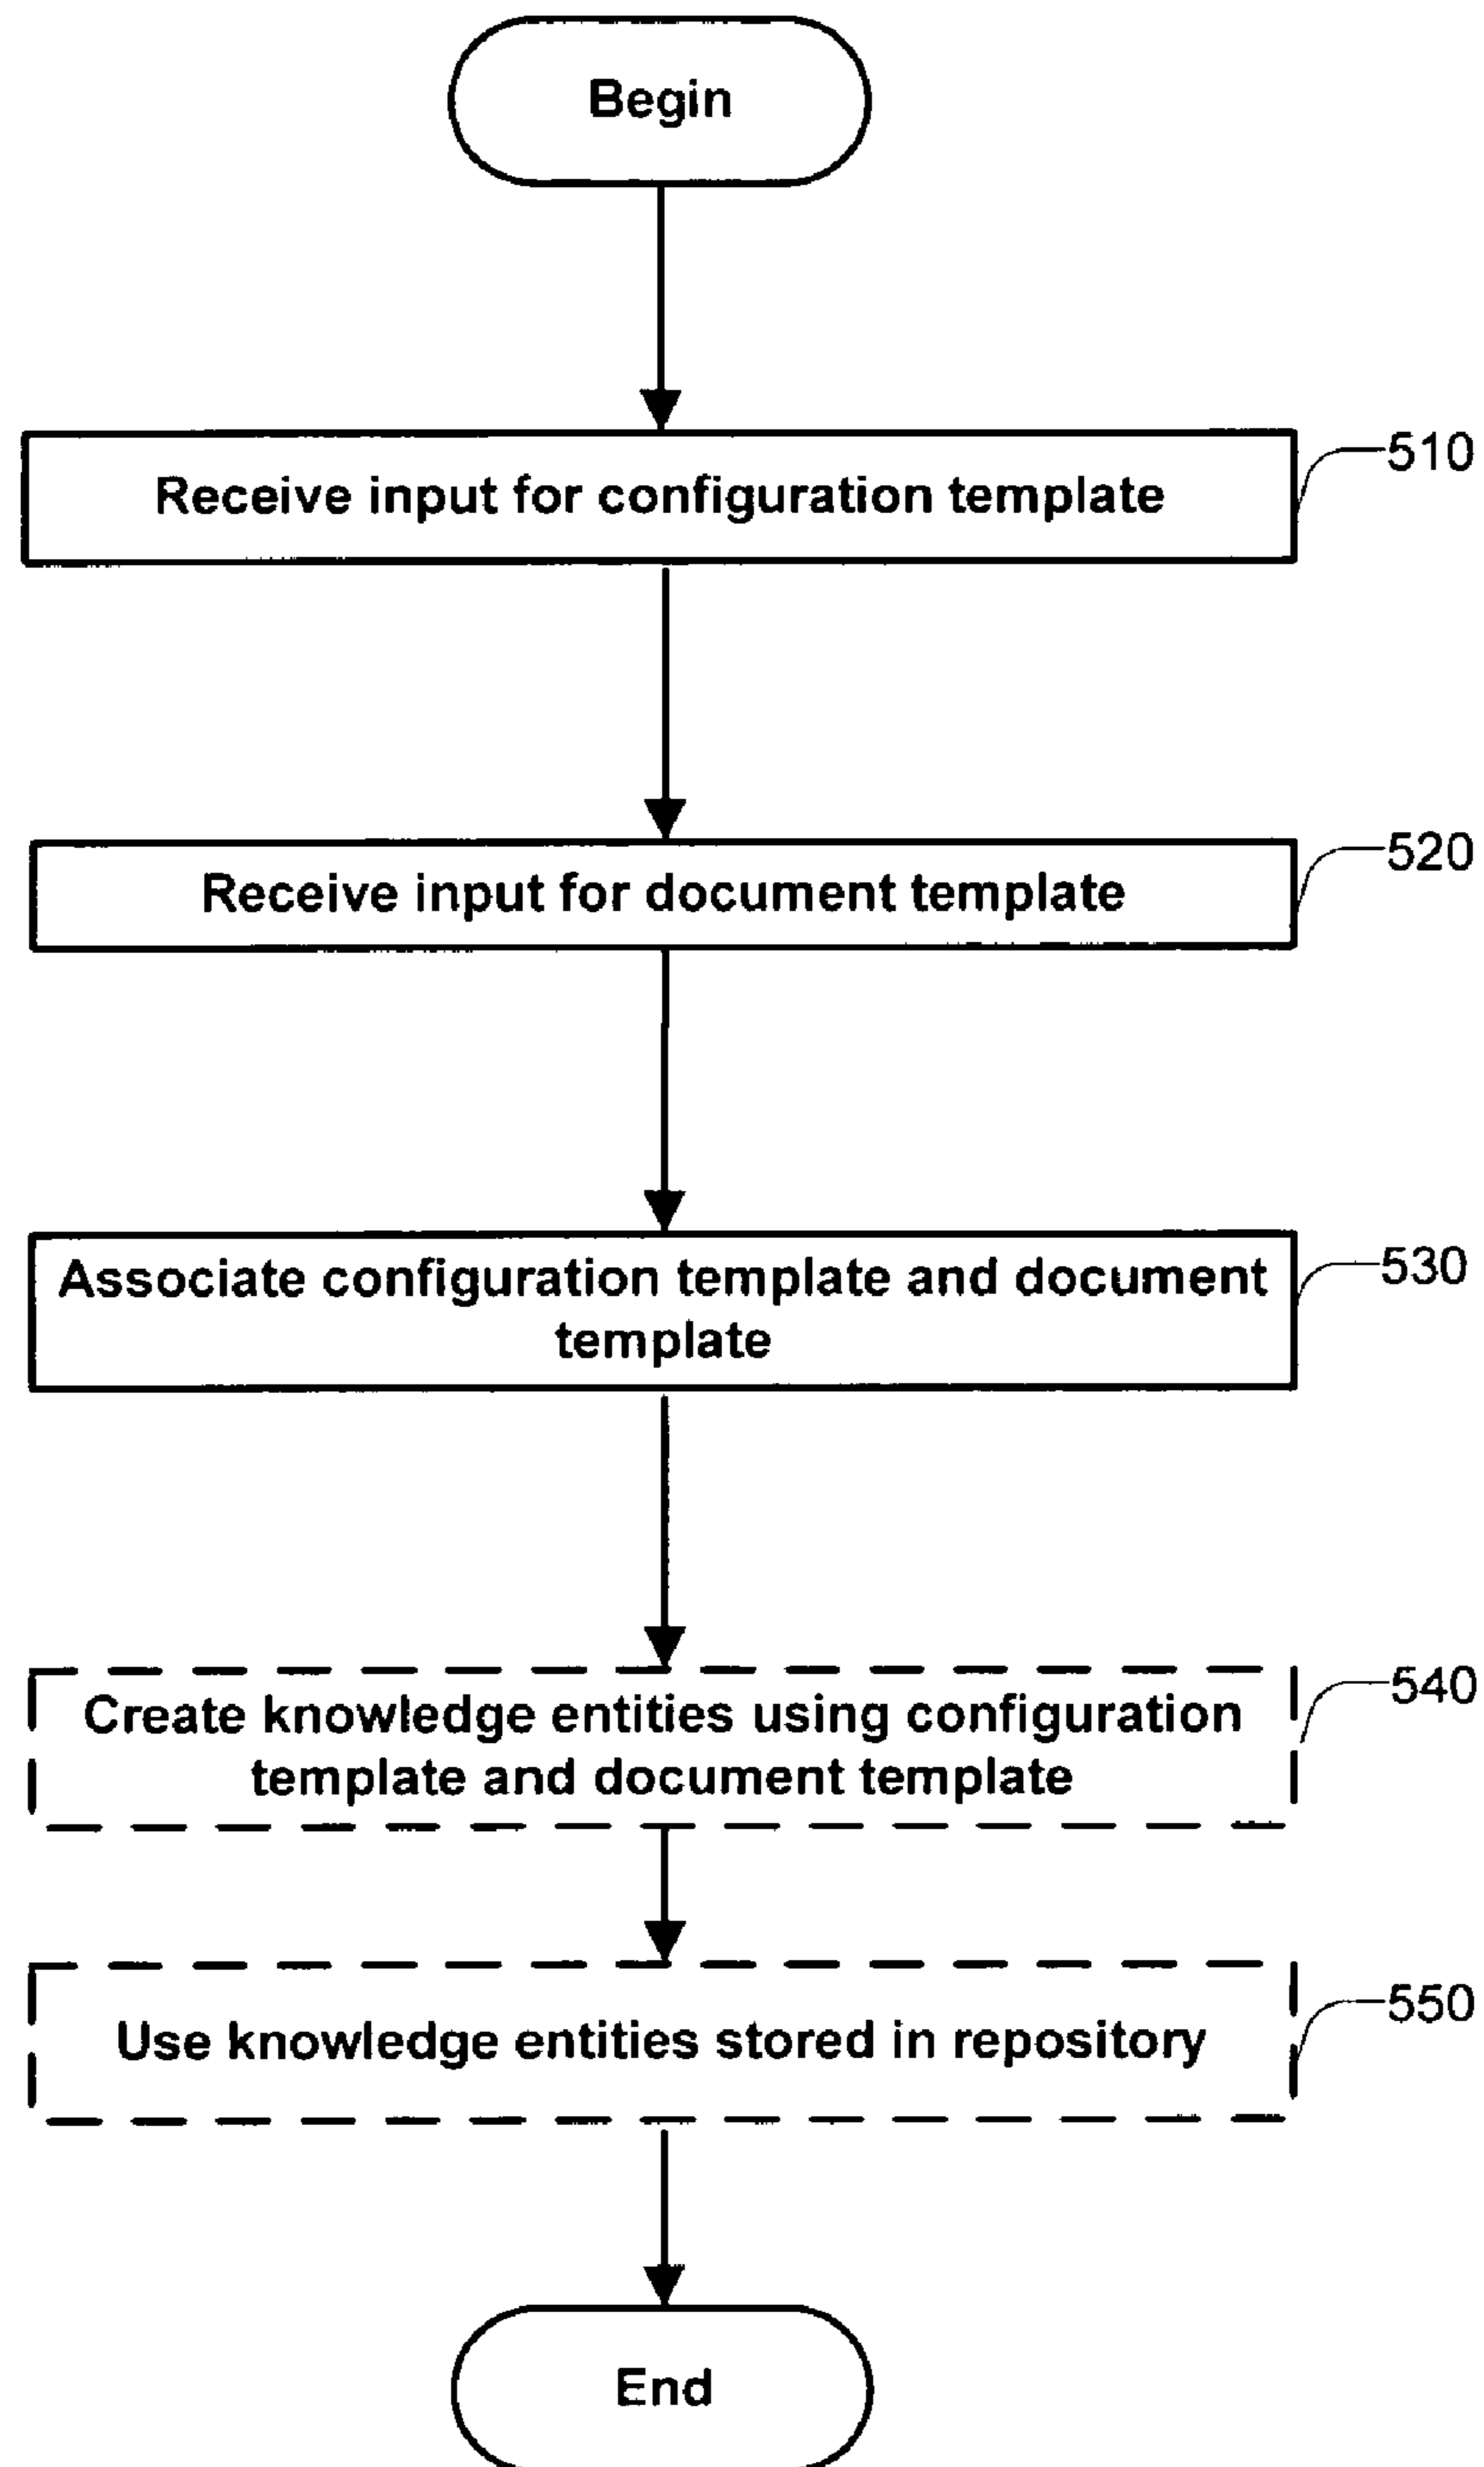 Begin
Receive input for configuration template
510
Receive input for document template
520
Associate configuration template and document
template
530
Create knowledge entities using configuration
template and document template
540
Use knowledge entities stored in repository
550
End